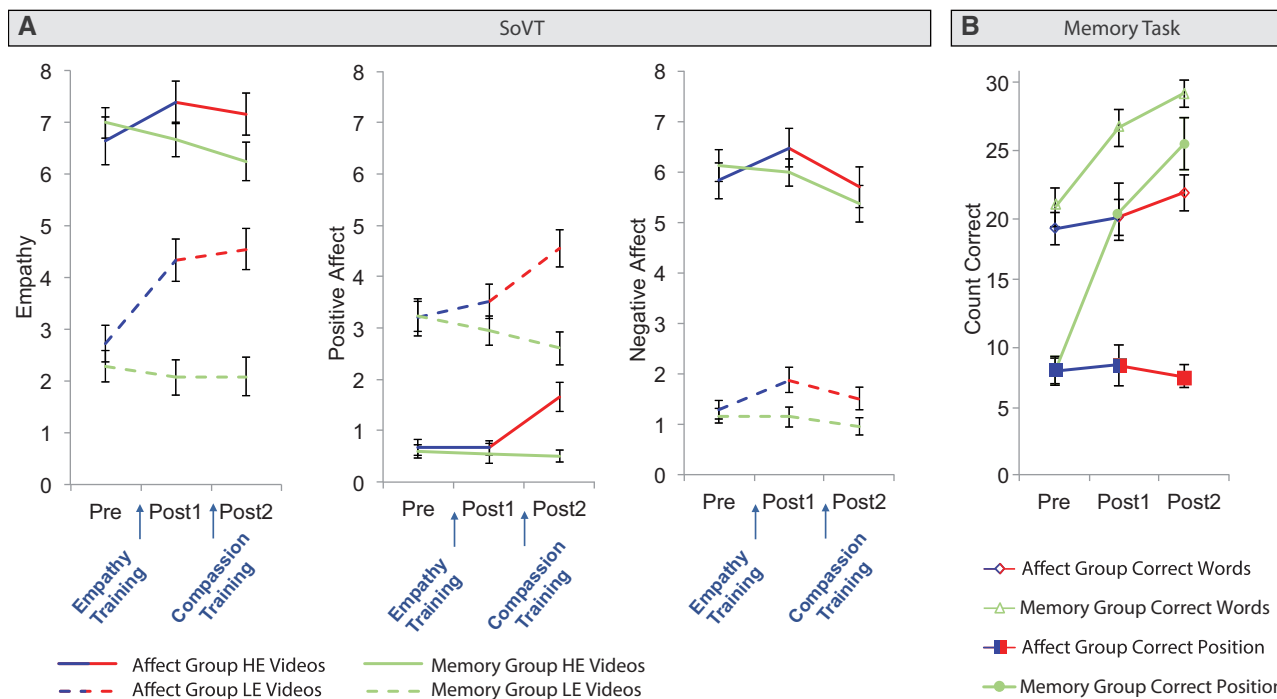 A SoVT
B Memory Task
Empathy
8
7
6
5
4
3
2
1
0
Pre Post1 Post2
Empathy
Training
Compassion
Training
Positive Affect
8
7
6
5
4
3
2
1
0
Pre Post1 Post2
Empathy
Training
Compassion
Training
Negative Affect
8
7
6
5
4
3
2
1
0
Pre Post1 Post2
Empathy
Training
Compassion
Training
Count Correct
30
25
20
15
10
5
0
Pre Post1 Post2
Affect Group HE Videos
Affect Group LE Videos
Memory Group HE Videos
Memory Group LE Videos
Affect Group Correct Words
Memory Group Correct Words
Affect Group Correct Position
Memory Group Correct Position